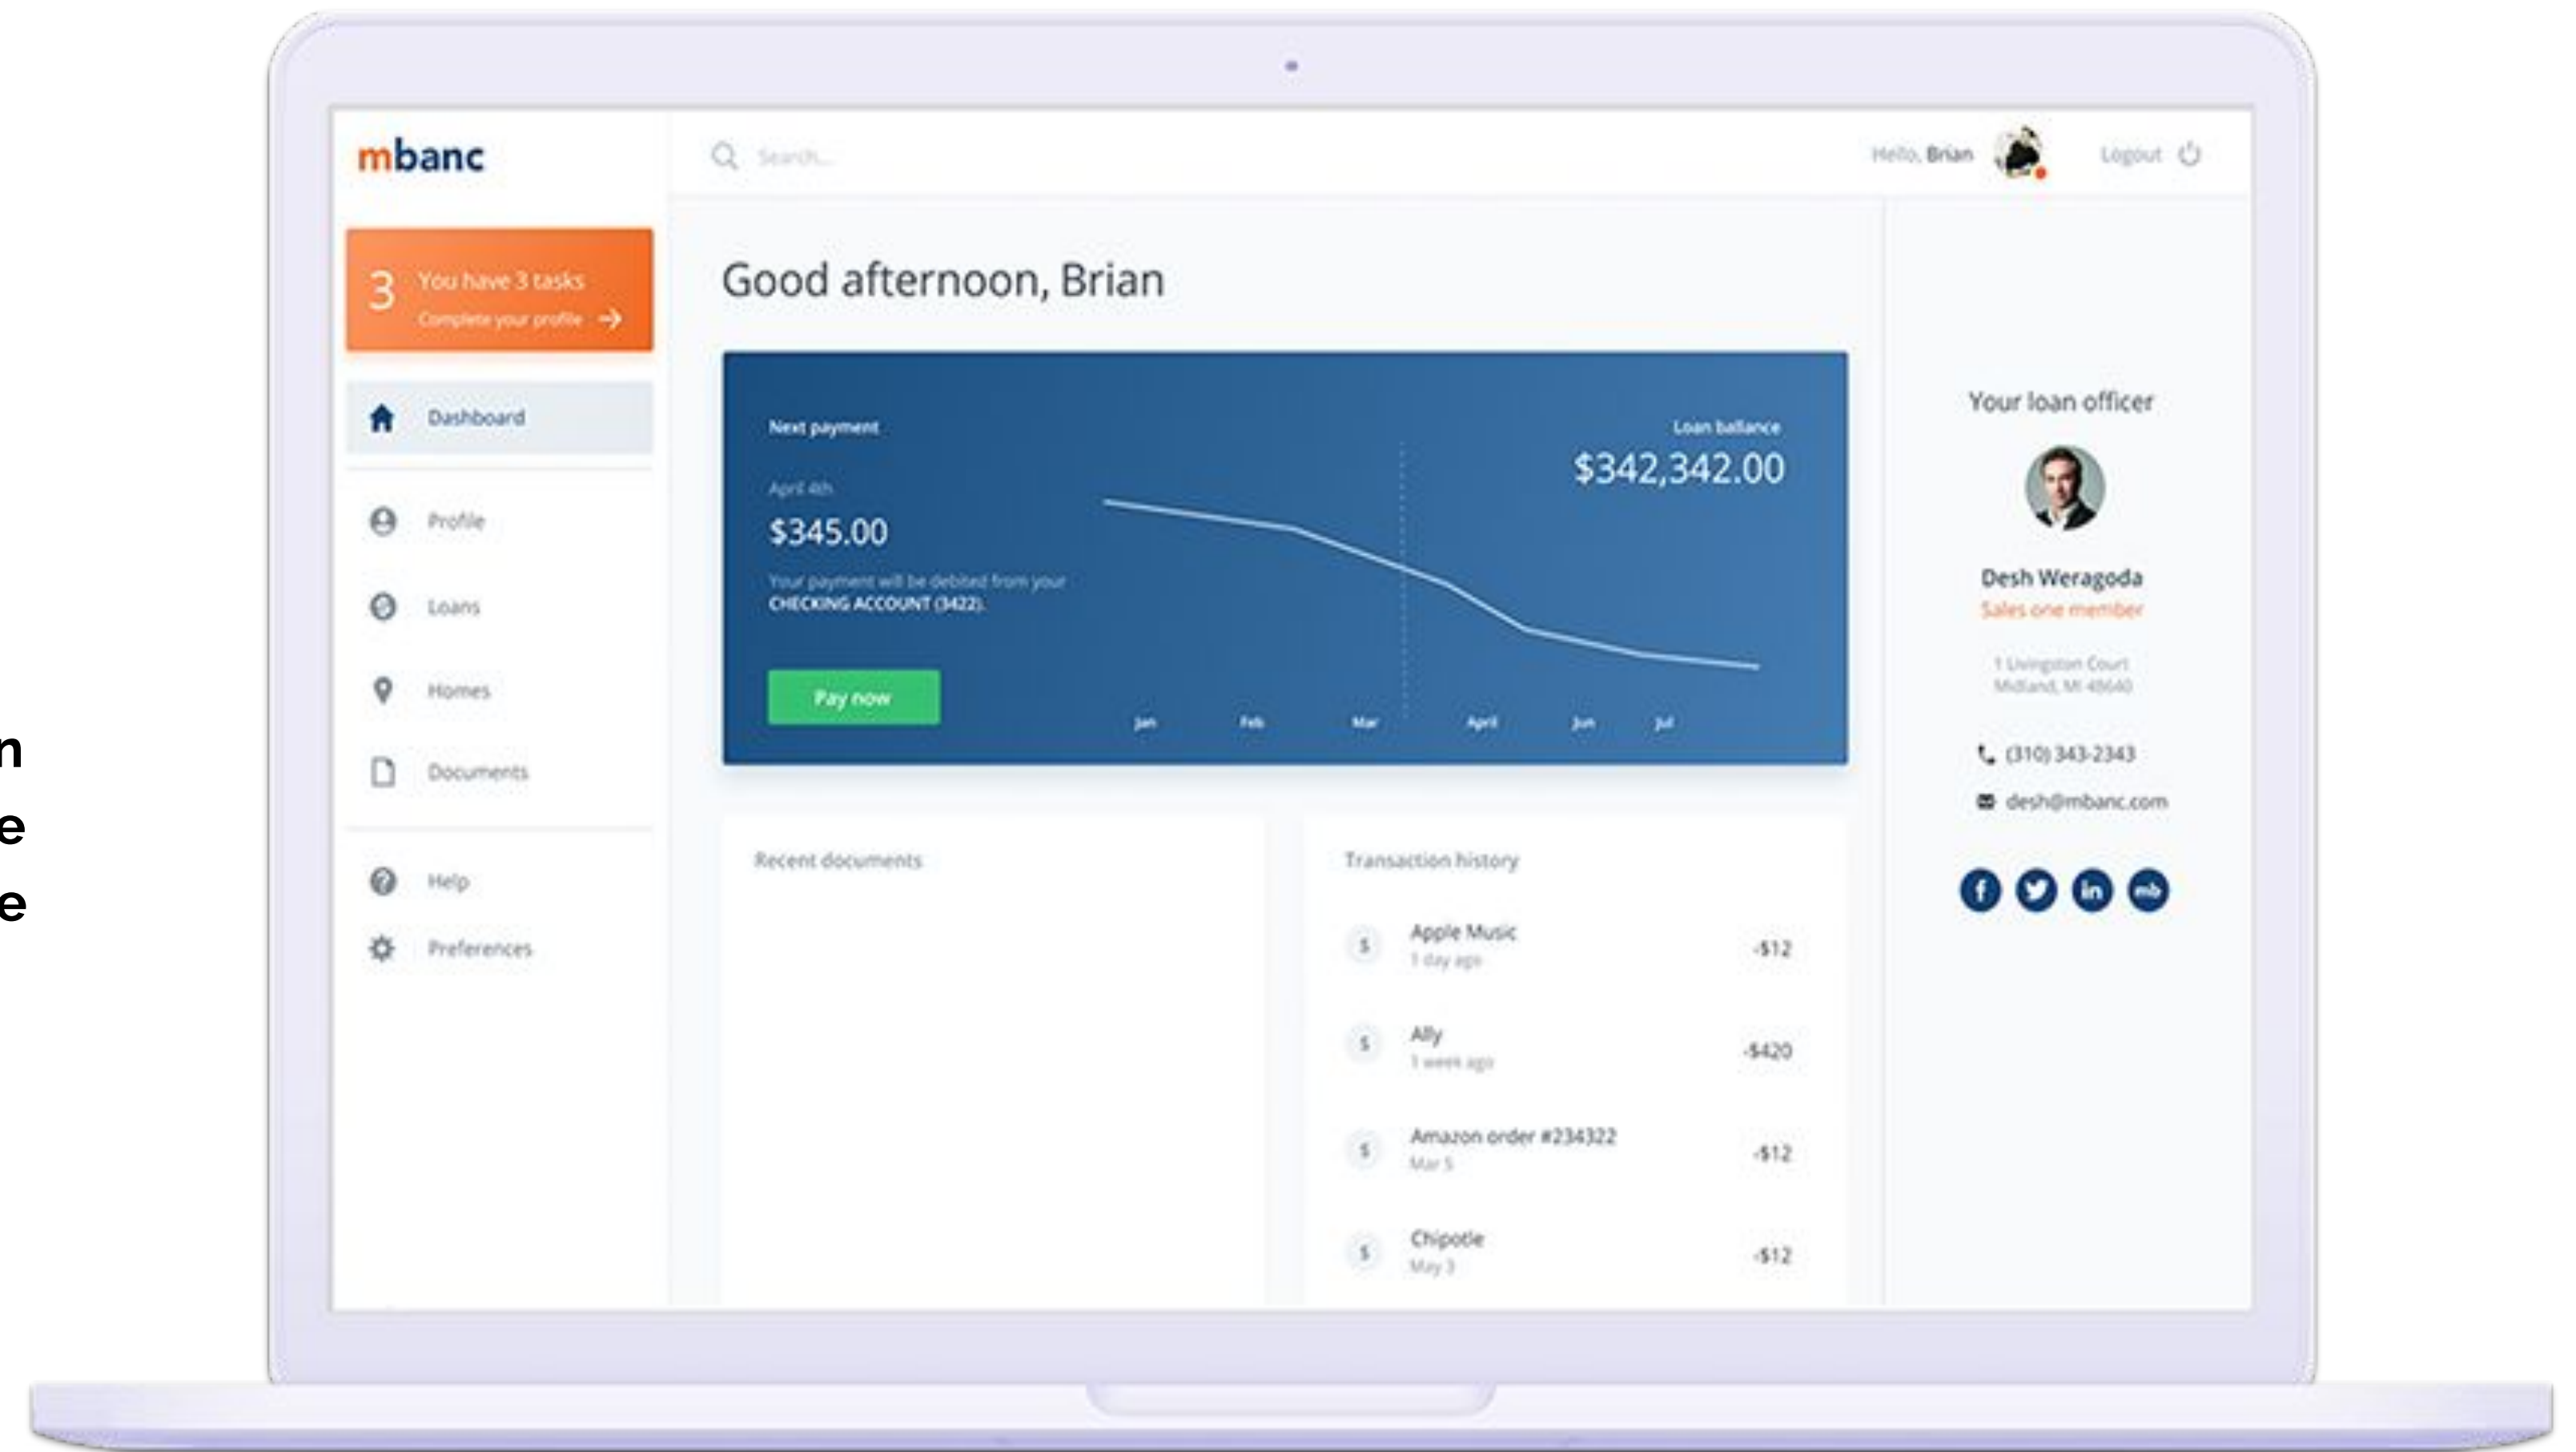 mbanc
Search...
Hello, Brian
Logout
3
You have 3 tasks
Complete your profile
Dashboard
Profile
Loans
Homes
Documents
Help
Preferences
Good afternoon, Brian
Next payment
April 4th
$345.00
Your payment will be debited from your
CHECKING ACCOUNT (3422).
Pay now
Loan ballance
$342,342.00
Jan Feb Mar April Jun Jul
Recent documents
Transaction history
$ Apple Music -$12
1 day ago
$ Ally -$420
1 week ago
$ Amazon order #234322 -$12
Mar 5
$ Chipotle -$12
May 3
Your loan officer
Desh Weragoda
Sales one member
1 Livingston Court
Midland, MI 48640
(310) 343-2343
desh@mbanc.com
f in mb
n
e
e